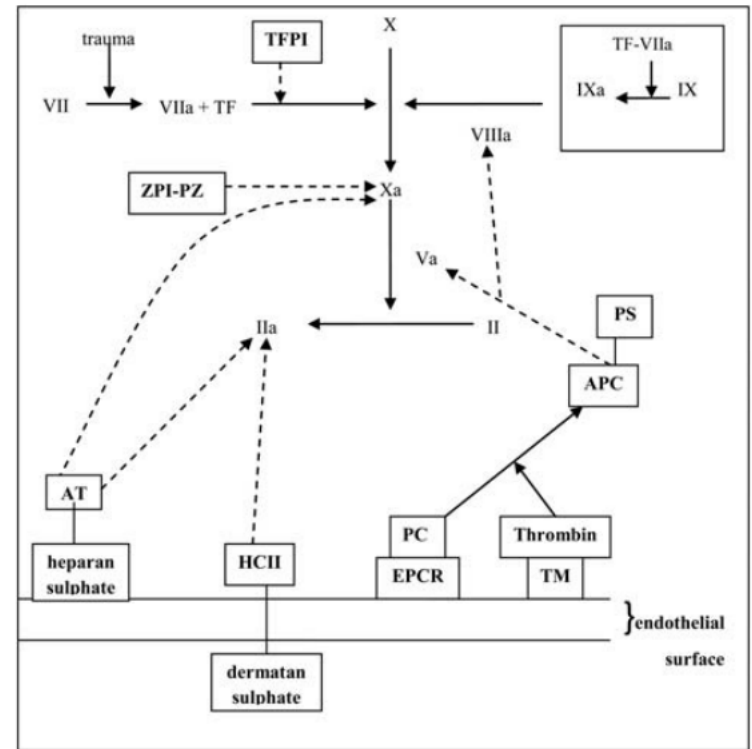 X
trauma
TFPI
TF-VIIa
VII
VIIa + TF
IXa
IX
VIIIa
ZPI-PZ
Xa
Va
IIa
II
PS
APC
AT
PC
Thrombin
heparan
sulphate
HCII
EPCR
TM
}endothelial
surface
dermatan
sulphate